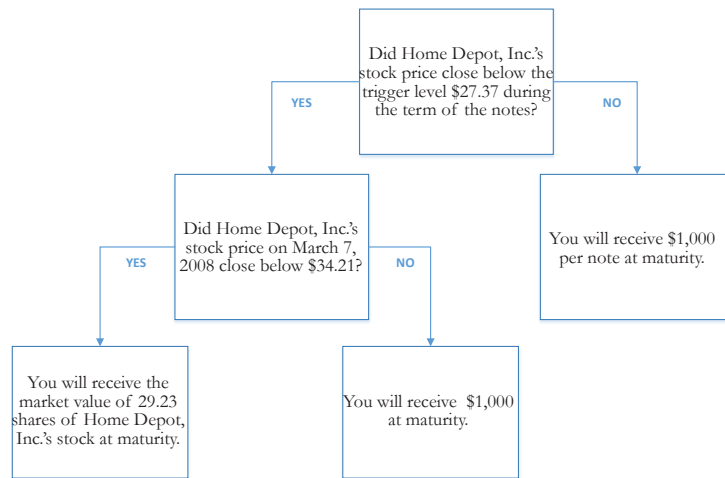 Did Home Depot, Inc.'s
stock price close below the
trigger level $27.37 during
the term of the notes?
YES
NO
Did Home Depot, Inc.'s
stock price on March 7,
2008 close below $34.21?
You will receive $1,000
per note at maturity.
YES
NO
You will receive the
market value of 29.23
shares of Home Depot,
Inc.'s stock at maturity.
You will receive $1,000
at maturity.